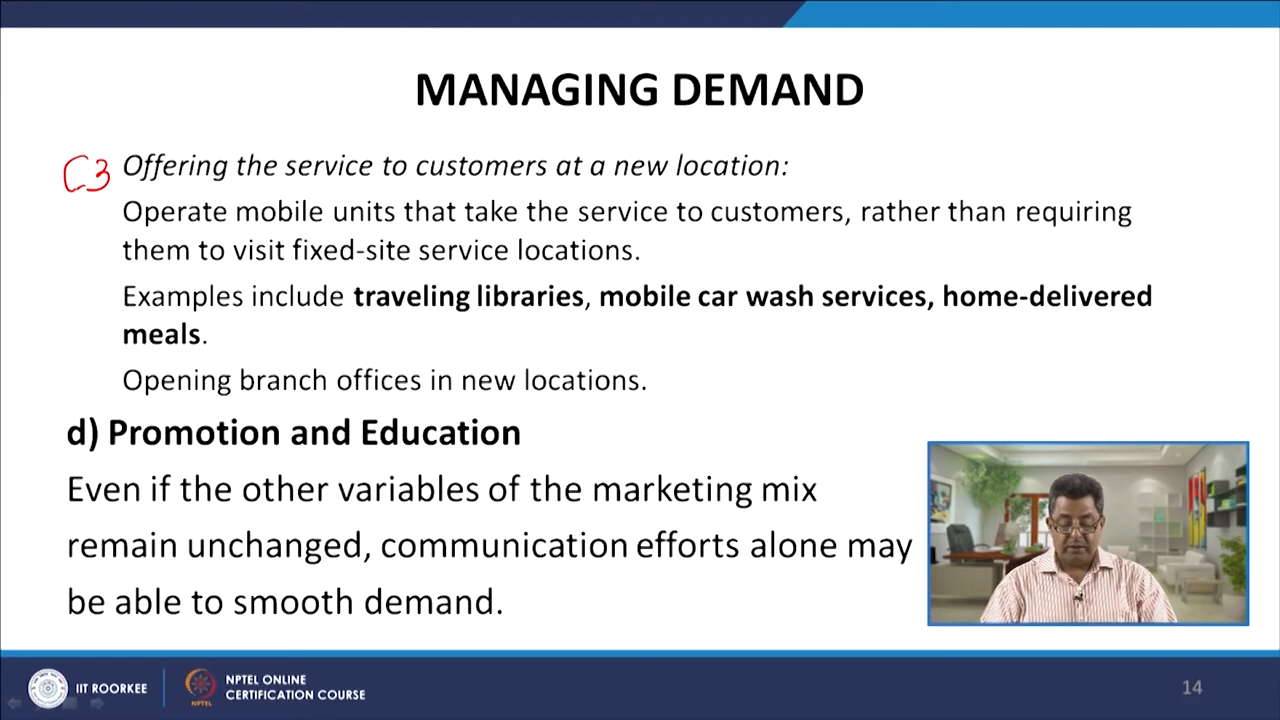 MANAGING DEMAND
C3 Offering the service to customers at a new location:
Operate mobile units that take the service to customers, rather than requiring
them to visit fixed-site service locations.
Examples include traveling libraries, mobile car wash services, home-delivered
meals.
Opening branch offices in new locations.
d) Promotion and Education
Even if the other variables of the marketing mix
remain unchanged, communication efforts alone may
be able to smooth demand.
IIT ROORKEE
NPTEL ONLINE
CERTIFICATION COURSE
NPTEL
14